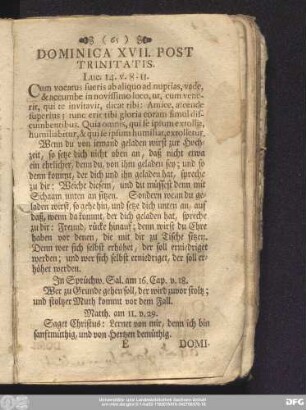 ( 61 )
DOMINICA XVII. POST
TRINITATIS.
Luc. 14. v. 8. 11.
Cum vocatus fueris ab aliquo ad nuptias, vade,
& recumbe in novissimo loco, ut, cum vene-
rit, qui te invitavit, dicat tibi: Amice, ascende
superius; tunc erit tibi gloria coram simul dis-
cumbentibus. Quia omnis, qui se ipsum extollit,
humiliabitur, & qui se ipsum humiliat, extolletur.
Wenn du von iemand geladen wirst zur Hoch-
zeit, so setze dich nicht oben an, daß nicht etwa
ein ehrlicher, denn du, von ihm geladen sey; und so
denn kommt, der dich und ihn geladen hat, spreche
zu dir: Weiche diesem, und du müssest denn mit
Schaam unten an sitzen. Sondern wenn du ge-
laden wirst, so gehe hin, und setze dich unten an, auf
daß, wenn da kommt, der dich geladen hat, spreche
zu dir: Freund, rücke hinauf; denn wirst du Ehre
haben vor denen, die mit dir zu Tische sitzen.
Denn wer sich selbst erhöhet, der soll erniedriget
werden; und wer sich selbst erniedriget, der soll er-
höhet werden.
In Sprüchw. Sal. am 16. Cap. v. 18.
Wer zu Grunde gehen soll, der wird zuvor stoltz;
und stoltzer Muth kommt vor dem Fall.
Matth. am 11. v. 29.
Saget Christus: Lernet von mir, denn ich bin
sanftmüthig, und von Hertzen demüthig.
E DOMI-